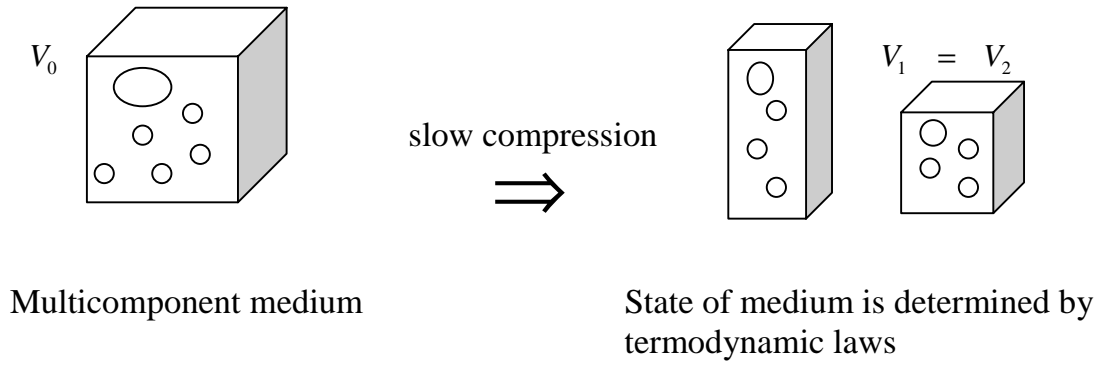 V₀
V₁ = V₂
slow compression
Multicomponent medium
State of medium is determined by
termodynamic laws